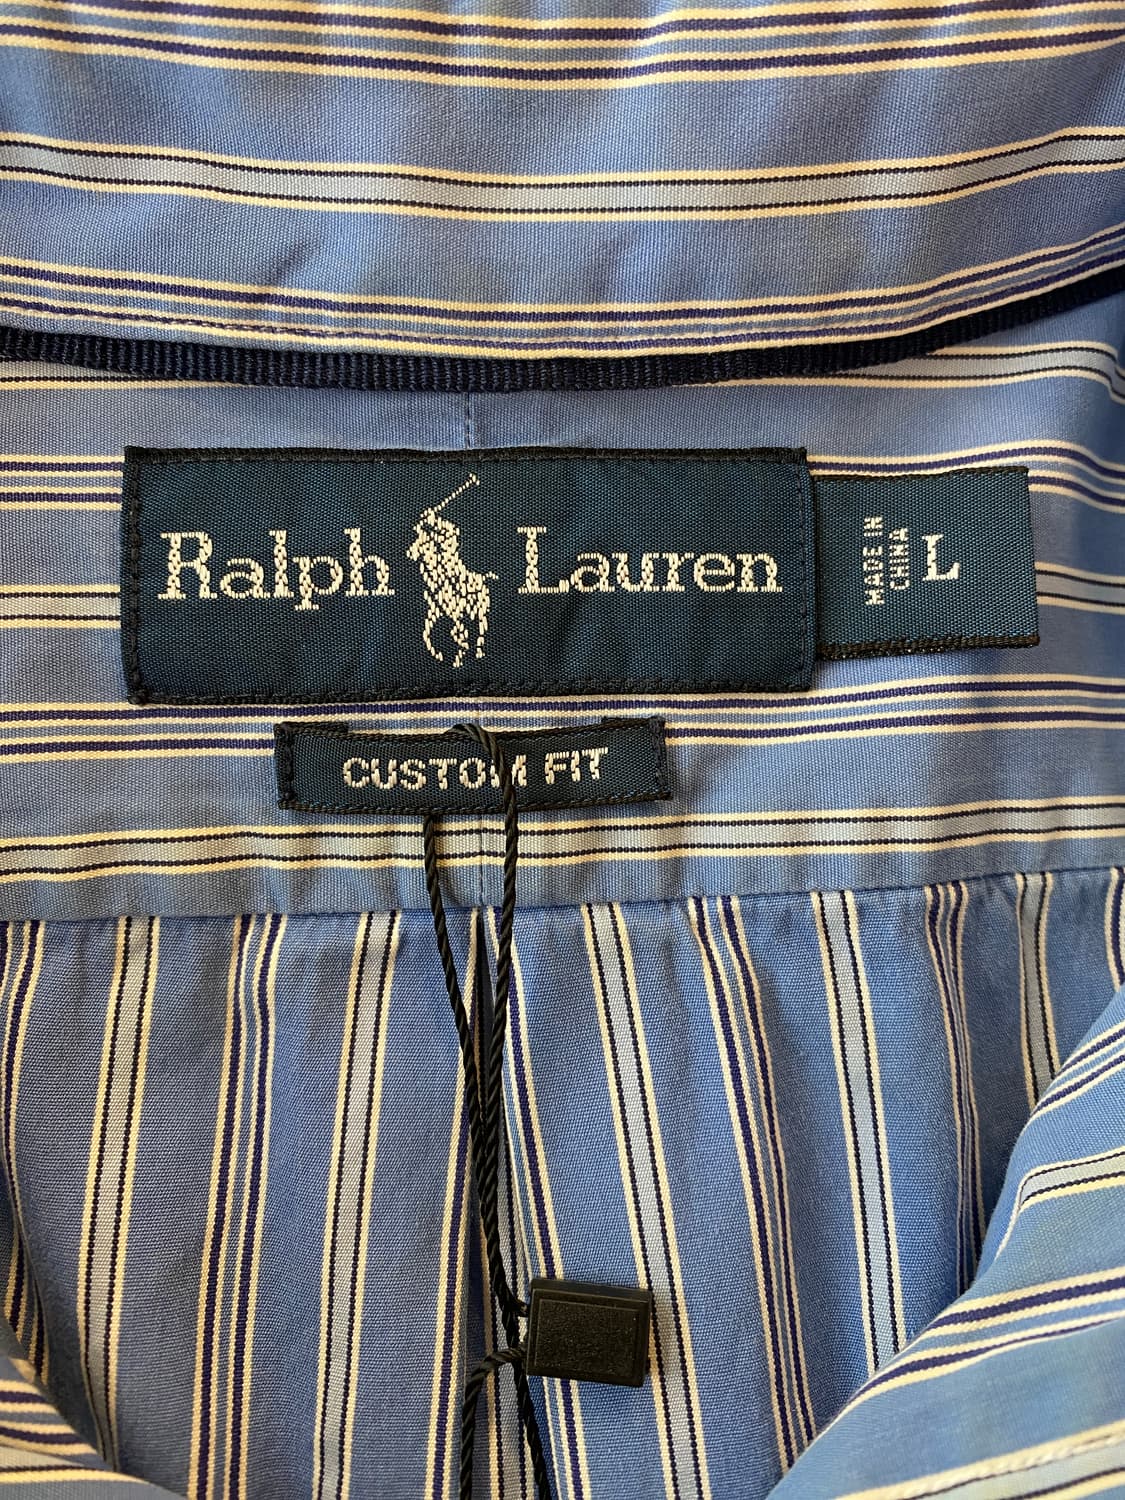 Ralph Lauren
MADE IN
CHINA
L
CUSTOM FIT